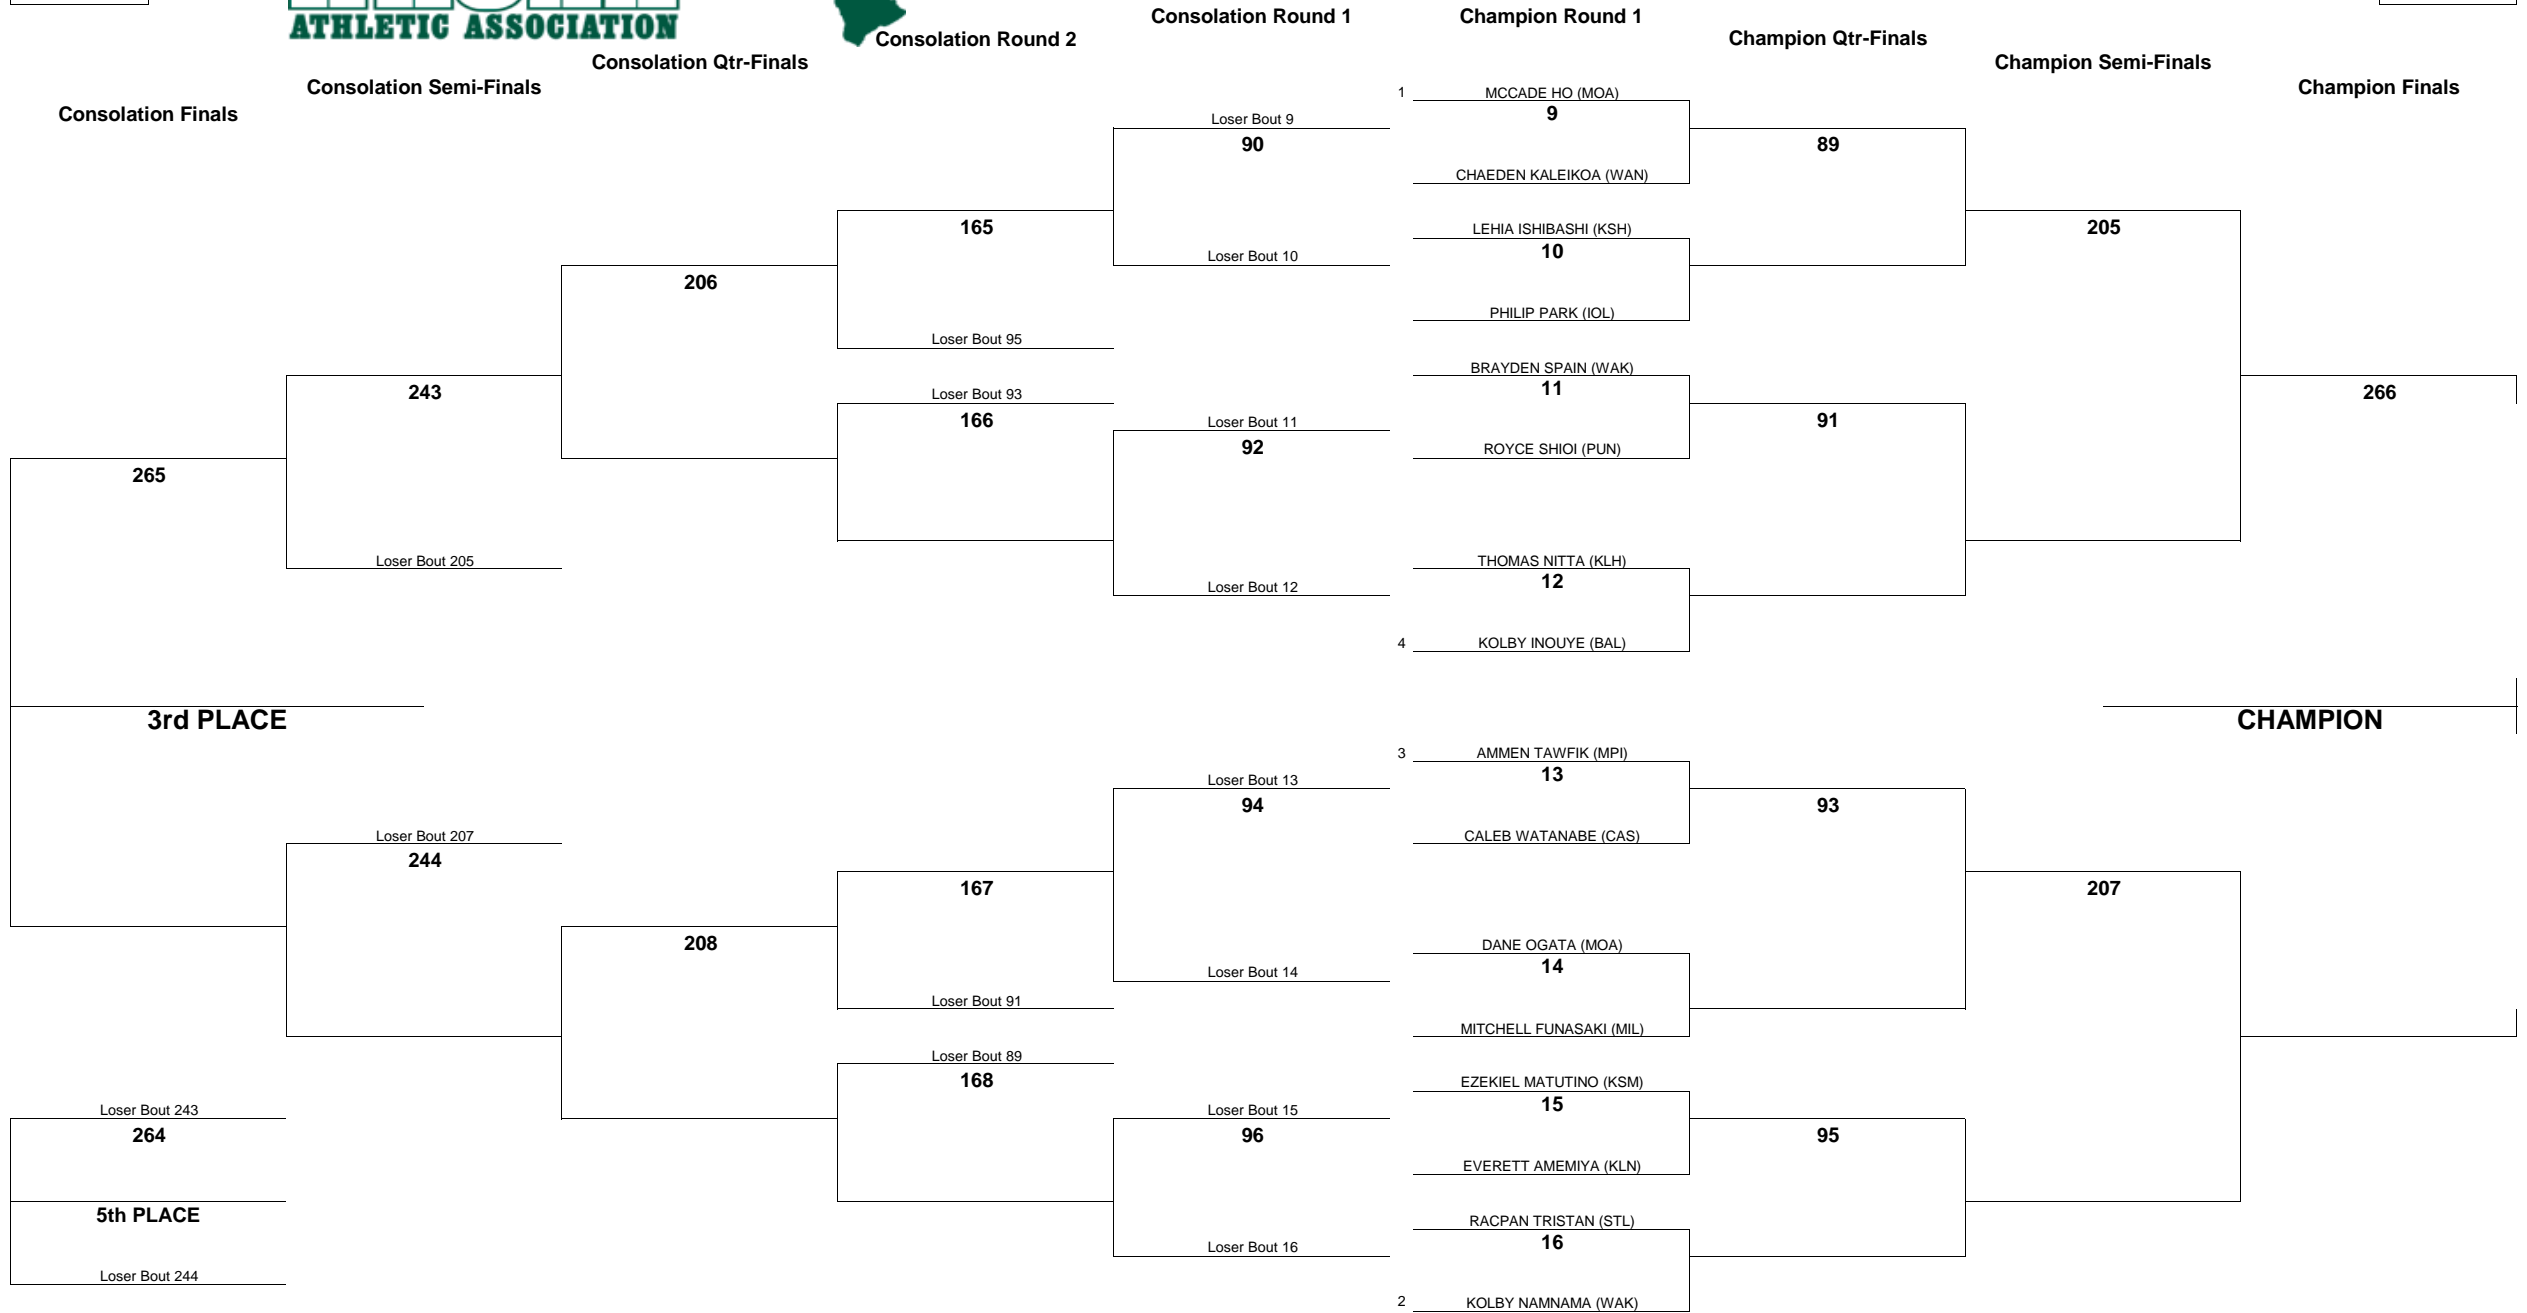 ATHLETIC ASSOCIATION
Consolation Round 1
Champion Round 1
Consolation Round 2
Champion Qtr-Finals
Consolation Qtr-Finals
Champion Semi-Finals
Consolation Semi-Finals
Champion Finals
Consolation Finals
1 MCCADE HO (MOA)
9
Loser Bout 9
90
89
CHAEDEN KALEIKOA (WAN)
165
205
LEHIA ISHIBASHI (KSH)
10
Loser Bout 10
206
PHILIP PARK (IOL)
Loser Bout 95
BRAYDEN SPAIN (WAK)
11
243
Loser Bout 93
266
166
Loser Bout 11
91
92
ROYCE SHIOI (PUN)
265
Loser Bout 205
THOMAS NITTA (KLH)
12
Loser Bout 12
4 KOLBY INOUYE (BAL)
3rd PLACE
CHAMPION
3 AMMEN TAWFIK (MPI)
13
Loser Bout 13
94
93
Loser Bout 207
CALEB WATANABE (CAS)
244
167
207
208
DANE OGATA (MOA)
14
Loser Bout 14
Loser Bout 91
MITCHELL FUNASAKI (MIL)
Loser Bout 89
168
EZEKIEL MATUTINO (KSM)
15
Loser Bout 243
Loser Bout 15
264
96
95
EVERETT AMEMIYA (KLN)
5th PLACE
RACPAN TRISTAN (STL)
16
Loser Bout 16
Loser Bout 244
2 KOLBY NAMNAMA (WAK)